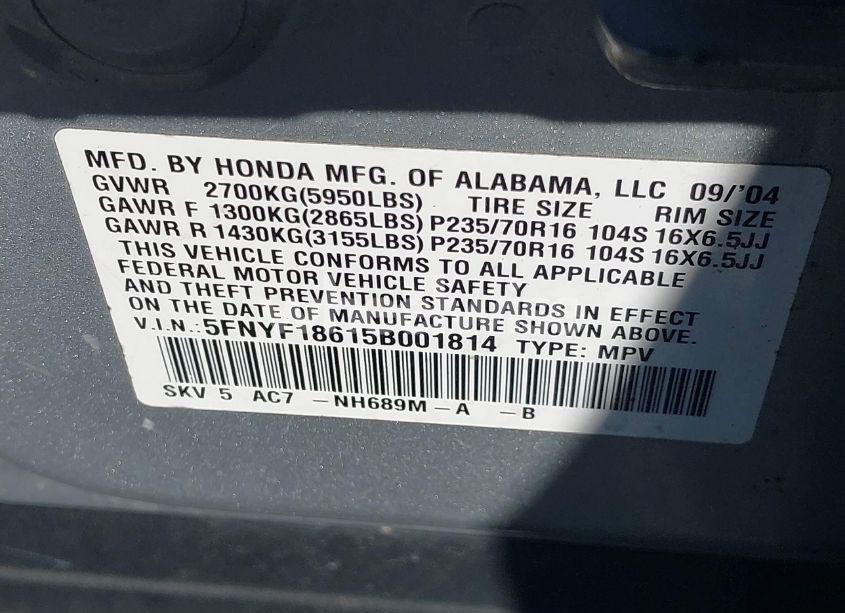 MFD. BY HONDA MFG. OF ALABAMA, LLC 09/'04
GVWR 2700KG(5950LBS) TIRE SIZE RIM SIZE
GAWR F 1300KG(2865LBS) P235/70R16 104S 16X6.5JJ
GAWR R 1430KG(3155LBS) P235/70R16 104S 16X6.5JJ
THIS VEHICLE CONFORMS TO ALL APPLICABLE
FEDERAL MOTOR VEHICLE SAFETY
AND THEFT PREVENTION STANDARDS IN EFFECT
ON THE DATE OF MANUFACTURE SHOWN ABOVE.
V.I.N.: 5FNYF18615B001814 TYPE: MPV
SKV 5 AC7 -NH689M-A -B